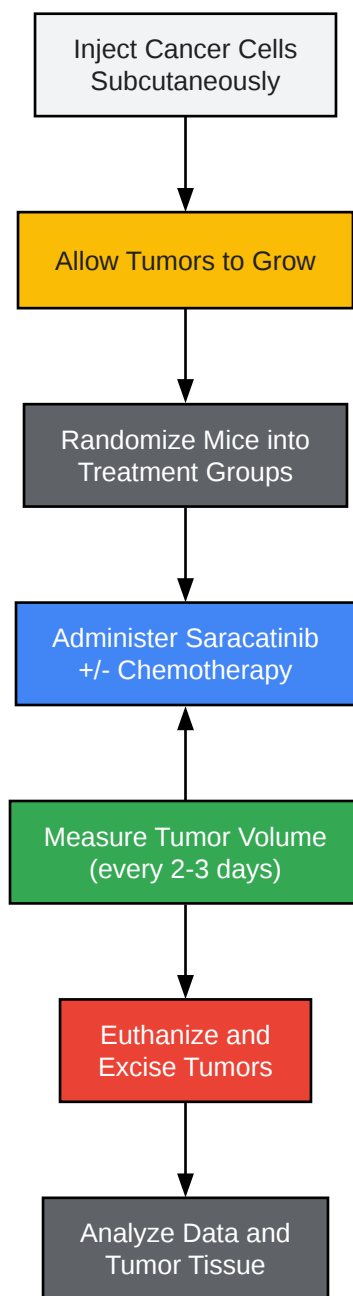 Inject Cancer Cells
Subcutaneously
Allow Tumors to Grow
Randomize Mice into
Treatment Groups
Administer Saracatinib
+/- Chemotherapy
Measure Tumor Volume
(every 2-3 days)
Euthanize and
Excise Tumors
Analyze Data and
Tumor Tissue